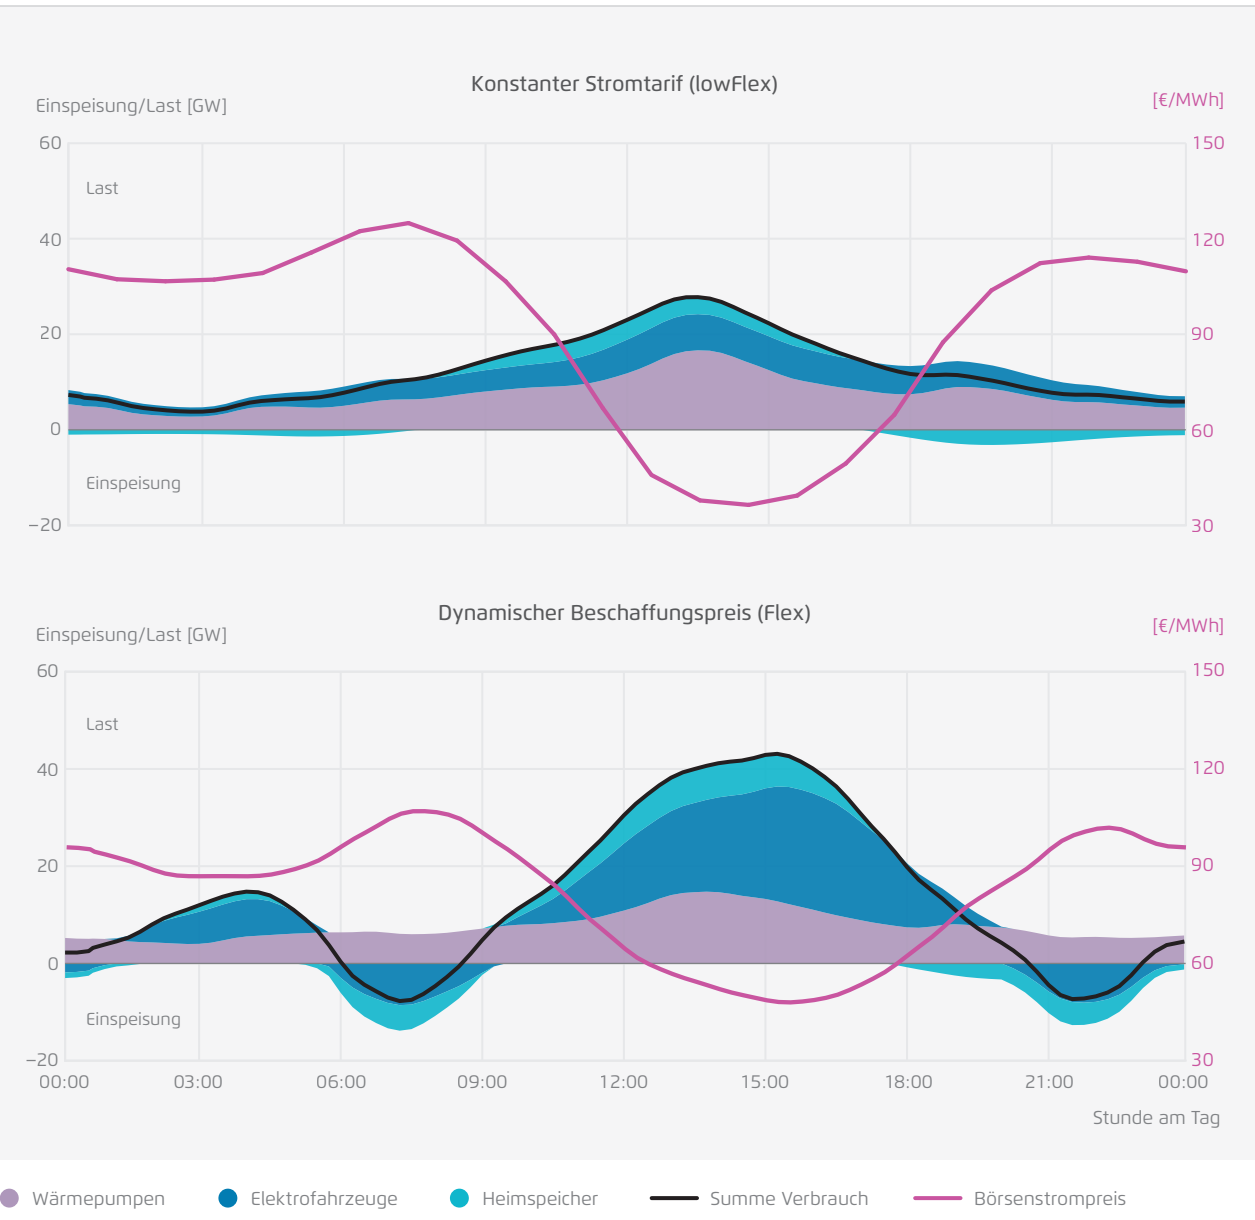 Konstanter Stromtarif (lowFlex)
Einspeisung/Last [GW]
[€/MWh]
60
150
Last
40
120
20
90
0
60
Einspeisung
−20
30
Dynamischer Beschaffungspreis (Flex)
Einspeisung/Last [GW]
[€/MWh]
60
150
Last
40
120
20
90
0
60
Einspeisung
−20
30
00:00 03:00 06:00 09:00 12:00 15:00 18:00 21:00 00:00
Stunde am Tag
Wärmepumpen Elektrofahrzeuge Heimspeicher Summe Verbrauch Börsenstrompreis